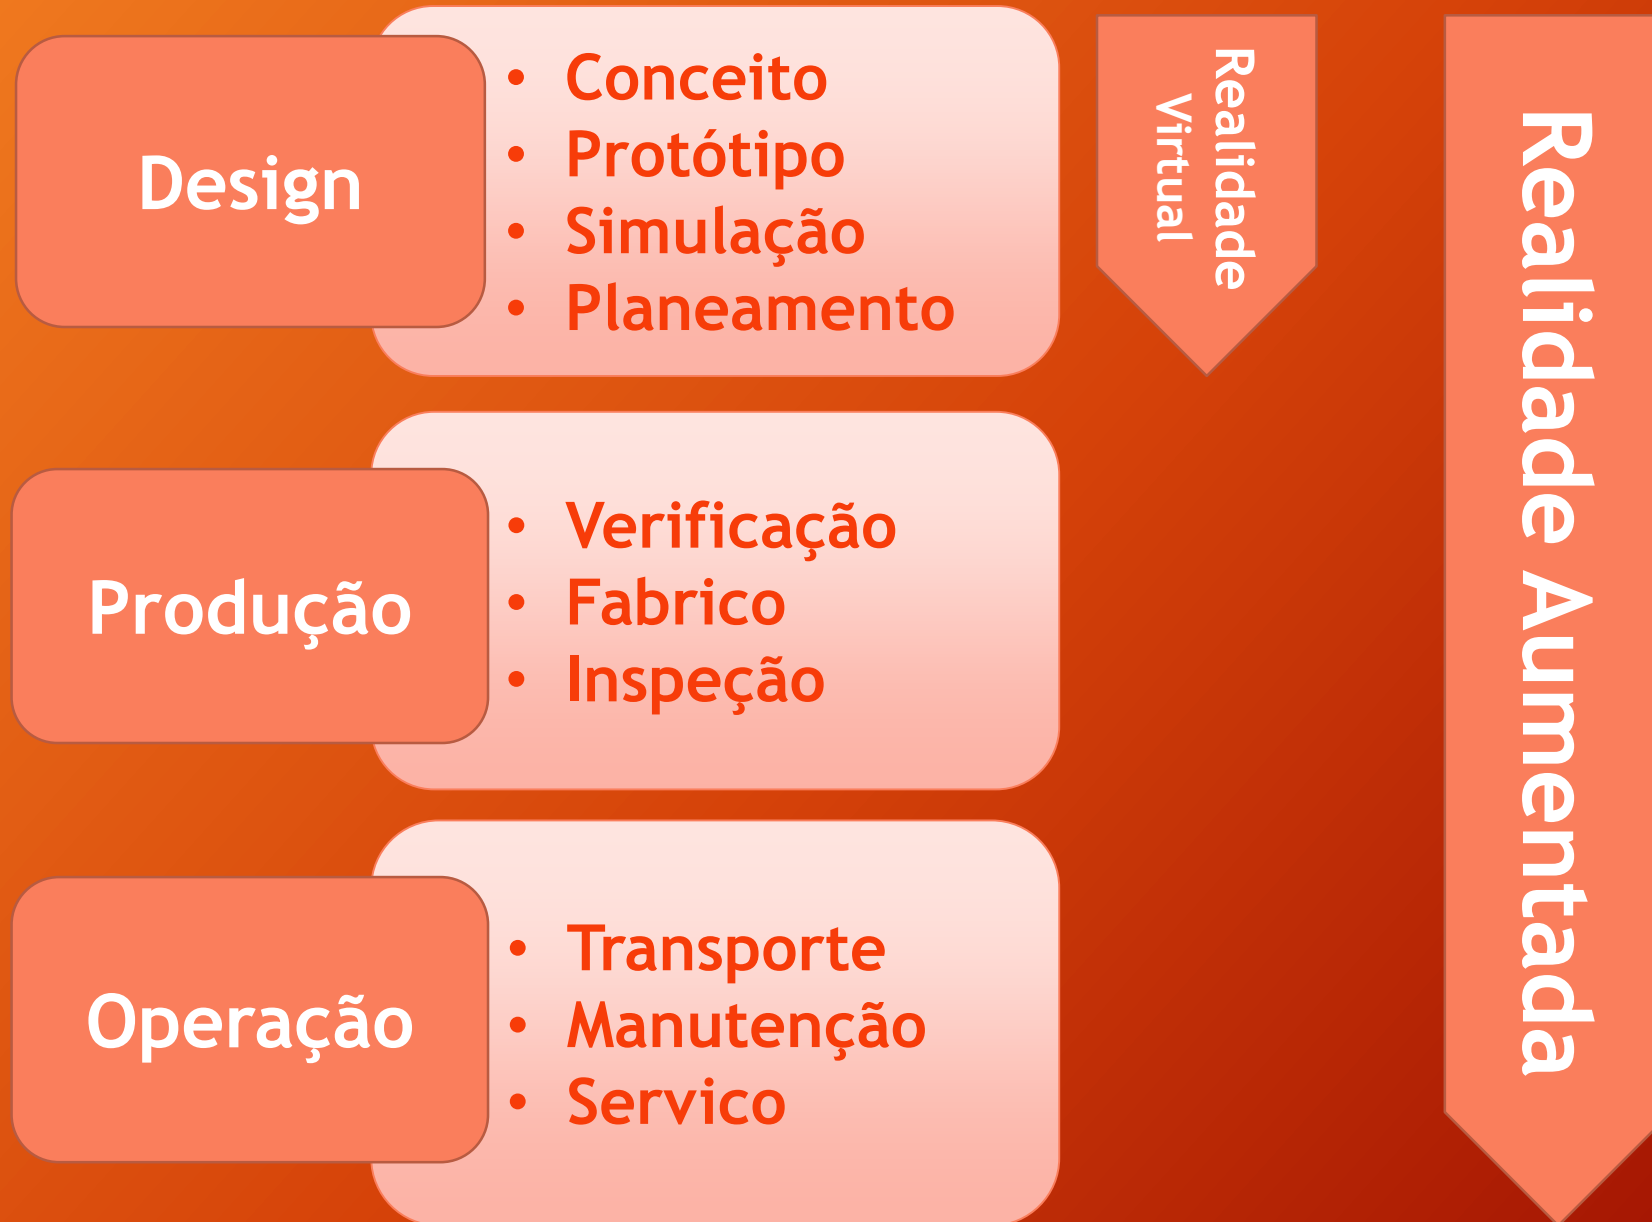 Design
• Conceito
• Protótipo
• Simulação
• Planeamento
Produção
• Verificação
• Fabrico
• Inspeção
Operação
• Transporte
• Manutenção
• Servico
Realidade
Virtual
Realidade Aumentada